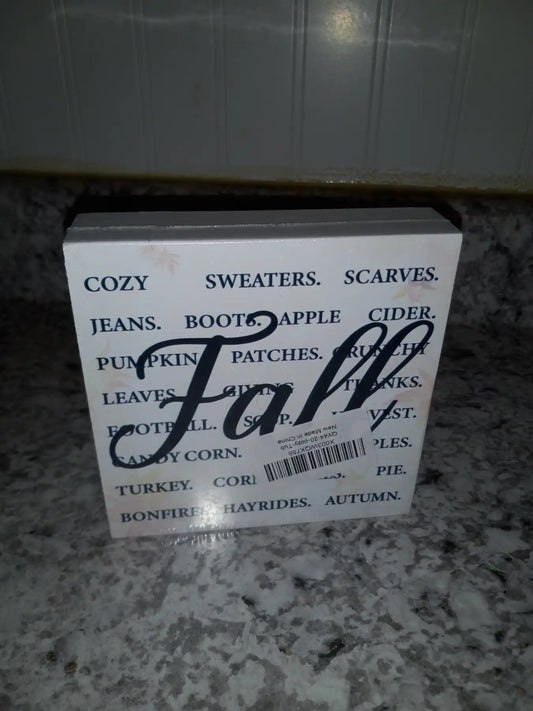 COZY SWEATERS. SCARVES.
JEANS. BOOTS. APPLE CIDER.
PUMPKIN PATCHES. CRUNCHY
LEAVES GIVING THANKS.
Fall
FOOTBALL.
CANDY CORN.
TURKEY. PIE.
BONFIRES HAYRIDES. AUTUMN.
New Made in China